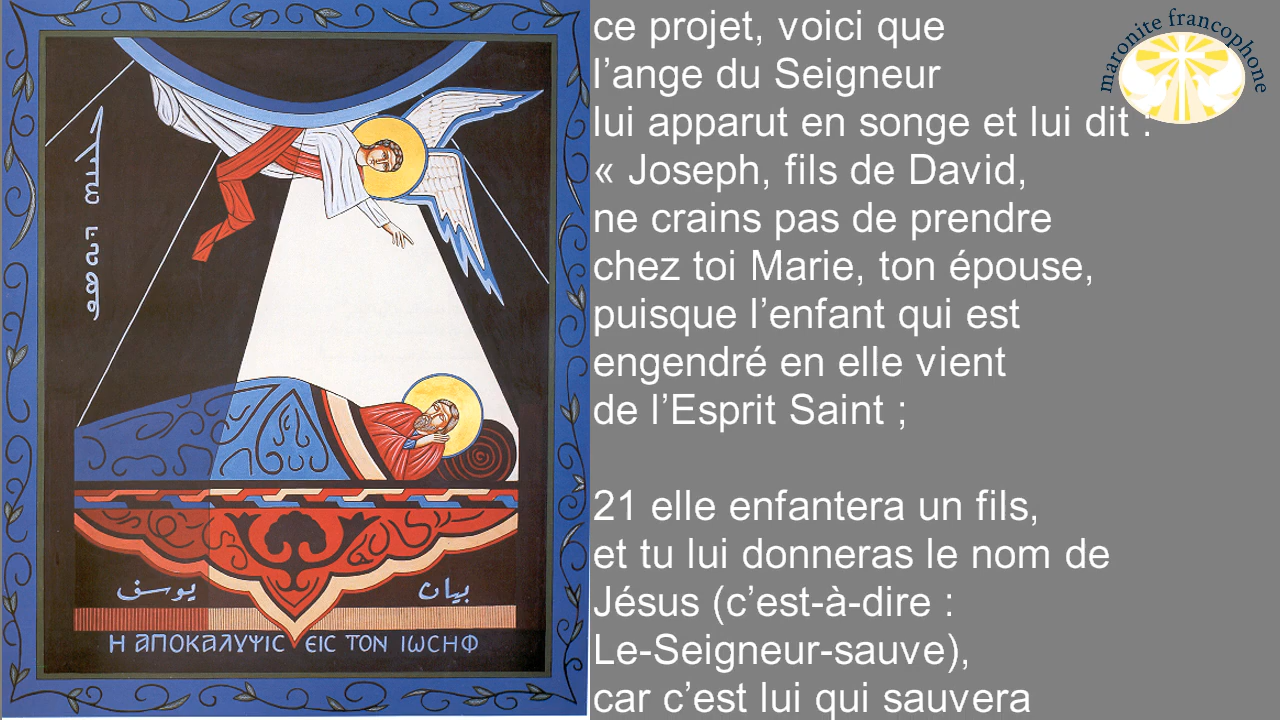 ce projet, voici que
l’ange du Seigneur
lui apparut en songe et lui dit :
« Joseph, fils de David,
ne crains pas de prendre
chez toi Marie, ton épouse,
puisque l’enfant qui est
engendré en elle vient
de l’Esprit Saint ;
21 elle enfantera un fils,
et tu lui donneras le nom de
Jésus (c’est-à-dire :
Le-Seigneur-sauve),
car c’est lui qui sauvera
maronite francophone
بيان يوسف
Η ΑΠΟΚΑΛΥΨΙC ΕΙC ΤΟΝ ΙѠCΗΦ